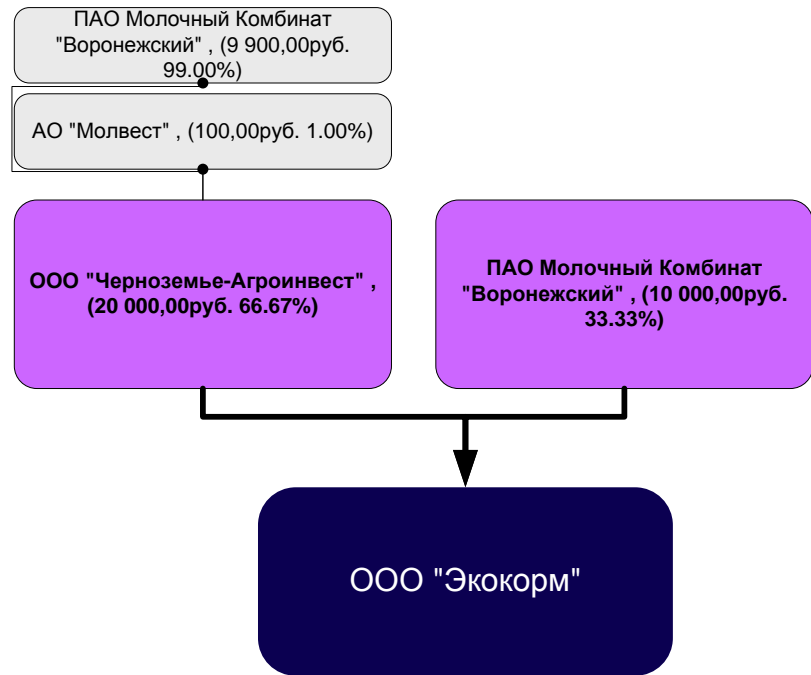 ПАО Молочный Комбинат
"Воронежский" , (9 900,00руб.
99.00%)
АО "Молвест" , (100,00руб. 1.00%)
ООО "Черноземье-Агроинвест" ,
(20 000,00руб. 66.67%)
ПАО Молочный Комбинат
"Воронежский" , (10 000,00руб.
33.33%)
ООО "Экокорм"